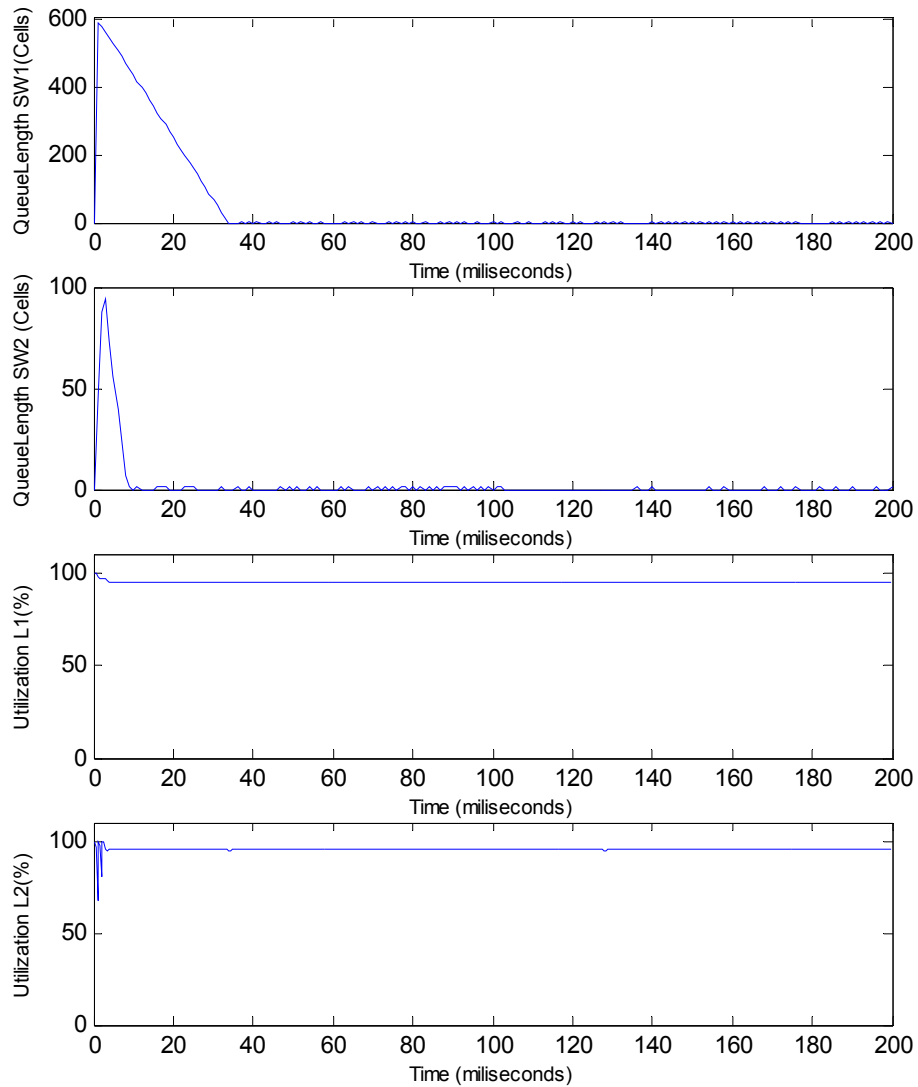 600
400
200
0
QueueLength SW1(Cells)
0 20 40 60 80 100 120 140 160 180 200
Time (miliseconds)
100
50
0
QueueLength SW2 (Cells)
0 20 40 60 80 100 120 140 160 180 200
Time (miliseconds)
100
50
0
Utilization L1(%)
0 20 40 60 80 100 120 140 160 180 200
Time (miliseconds)
100
50
0
Utilization L2(%)
0 20 40 60 80 100 120 140 160 180 200
Time (miliseconds)